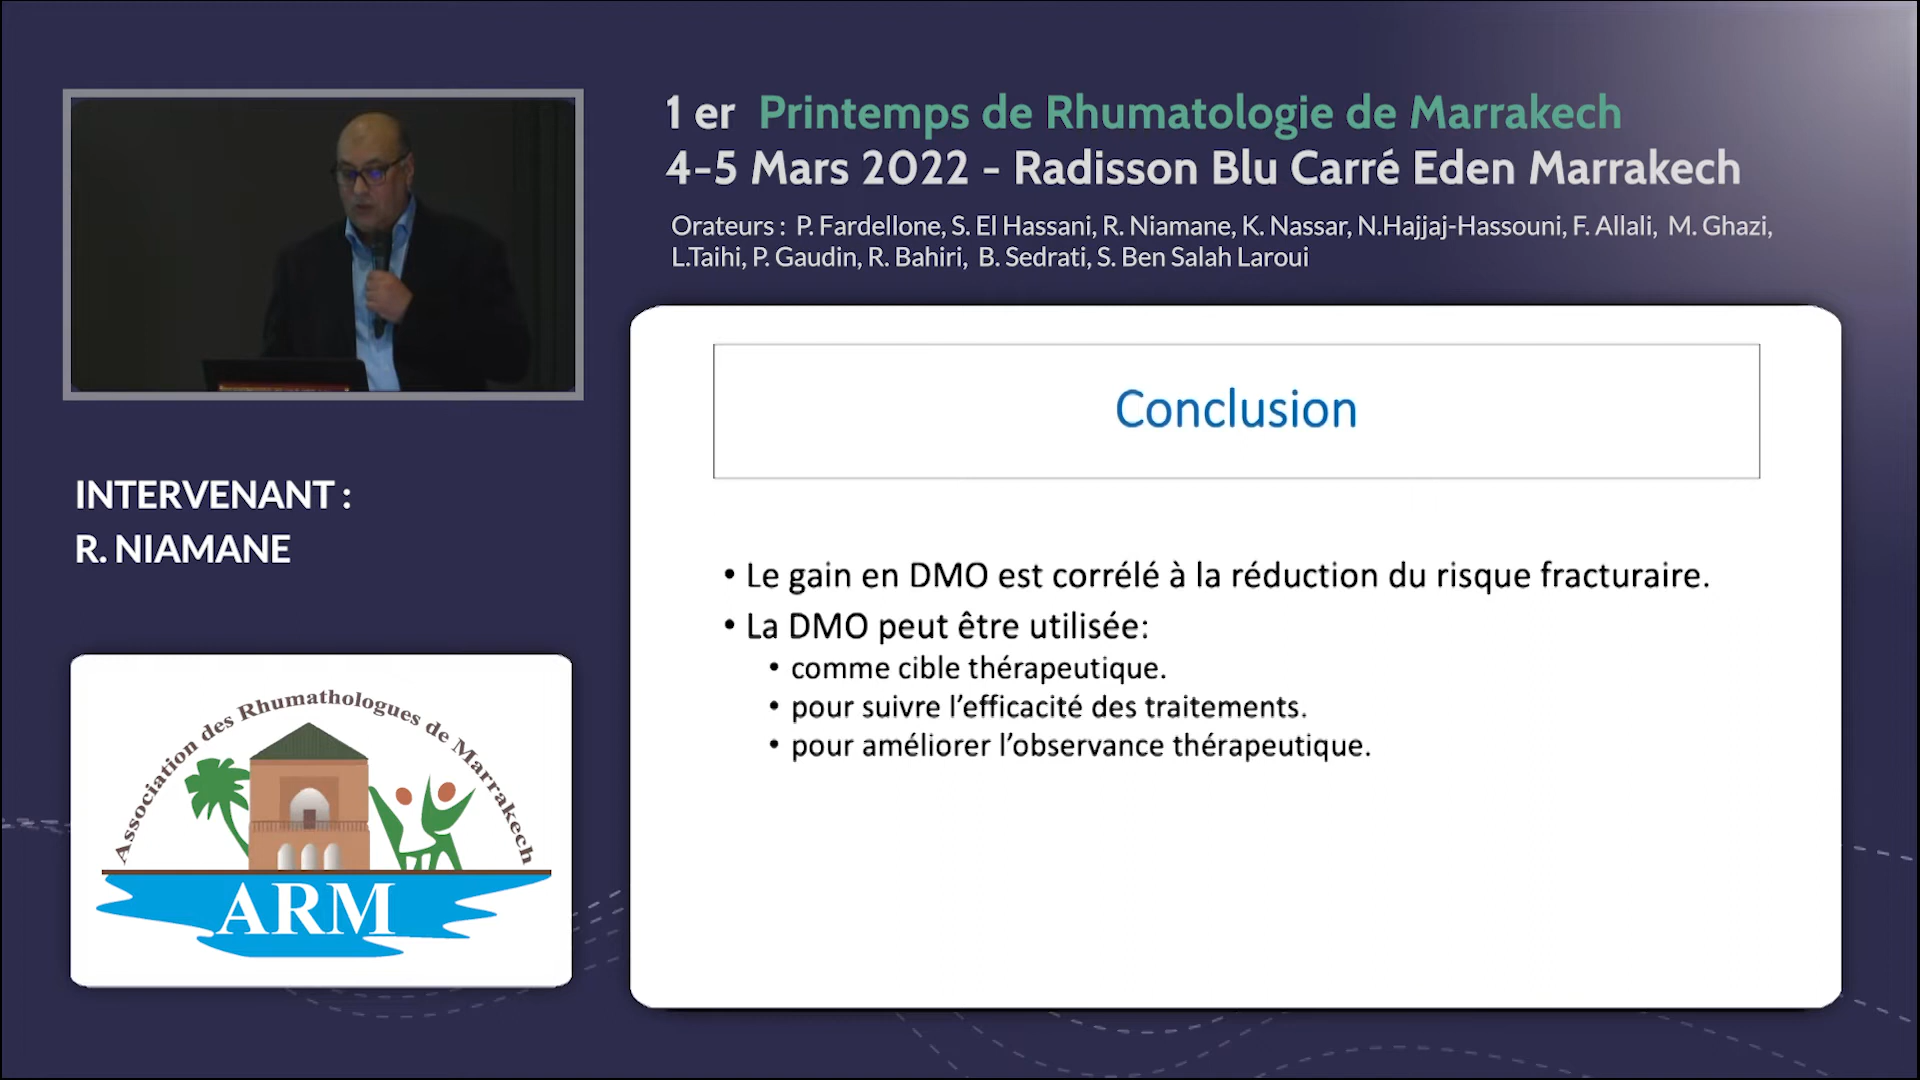 1 er Printemps de Rhumatologie de Marrakech
4-5 Mars 2022 - Radisson Blu Carré Eden Marrakech
Orateurs : P. Fardellone, S. El Hassani, R. Niamane, K. Nassar, N.Hajjaj-Hassouni, F. Allali, M. Ghazi,
L.Taihi, P. Gaudin, R. Bahiri, B. Sedrati, S. Ben Salah Laroui
INTERVENANT :
R. NIAMANE
Association des Rhumathologues de Marrakech
ARM
Conclusion
• Le gain en DMO est corrélé à la réduction du risque fracturaire.
• La DMO peut être utilisée:
• comme cible thérapeutique.
• pour suivre l’efficacité des traitements.
• pour améliorer l’observance thérapeutique.